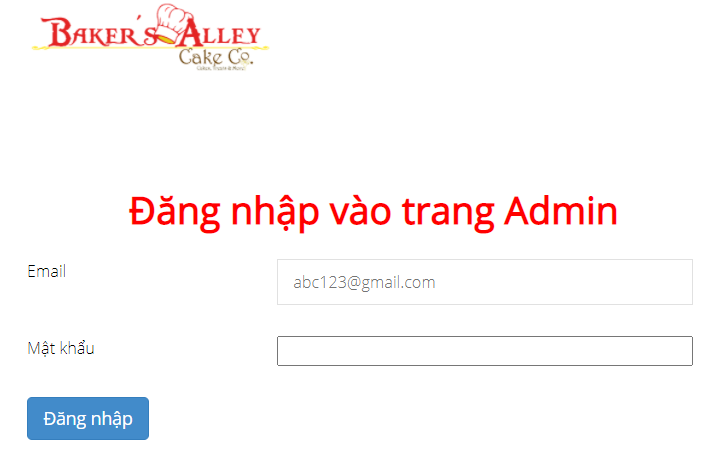 BAKER'S ALLEY
Cake Co.
Đăng nhập vào trang Admin
Email
abc123@gmail.com
Mật khẩu
Đăng nhập